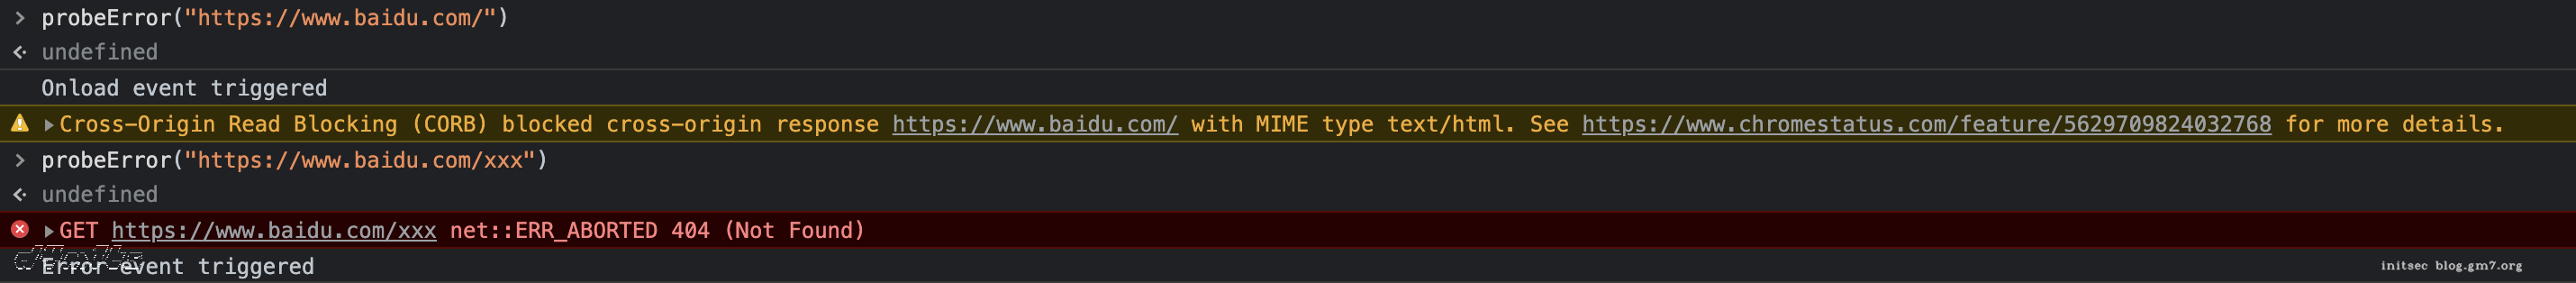 > probeError("https://www.baidu.com/")
undefined
Onload event triggered
Cross-Origin Read Blocking (CORB) blocked cross-origin response https://www.baidu.com/ with MIME type text/html. See https://www.chromestatus.com/feature/5629709824032768 for more details.
> probeError("https://www.baidu.com/xxx")
undefined
GET https://www.baidu.com/xxx net::ERR_ABORTED 404 (Not Found)
Error event triggered
initsec blog.gm7.org